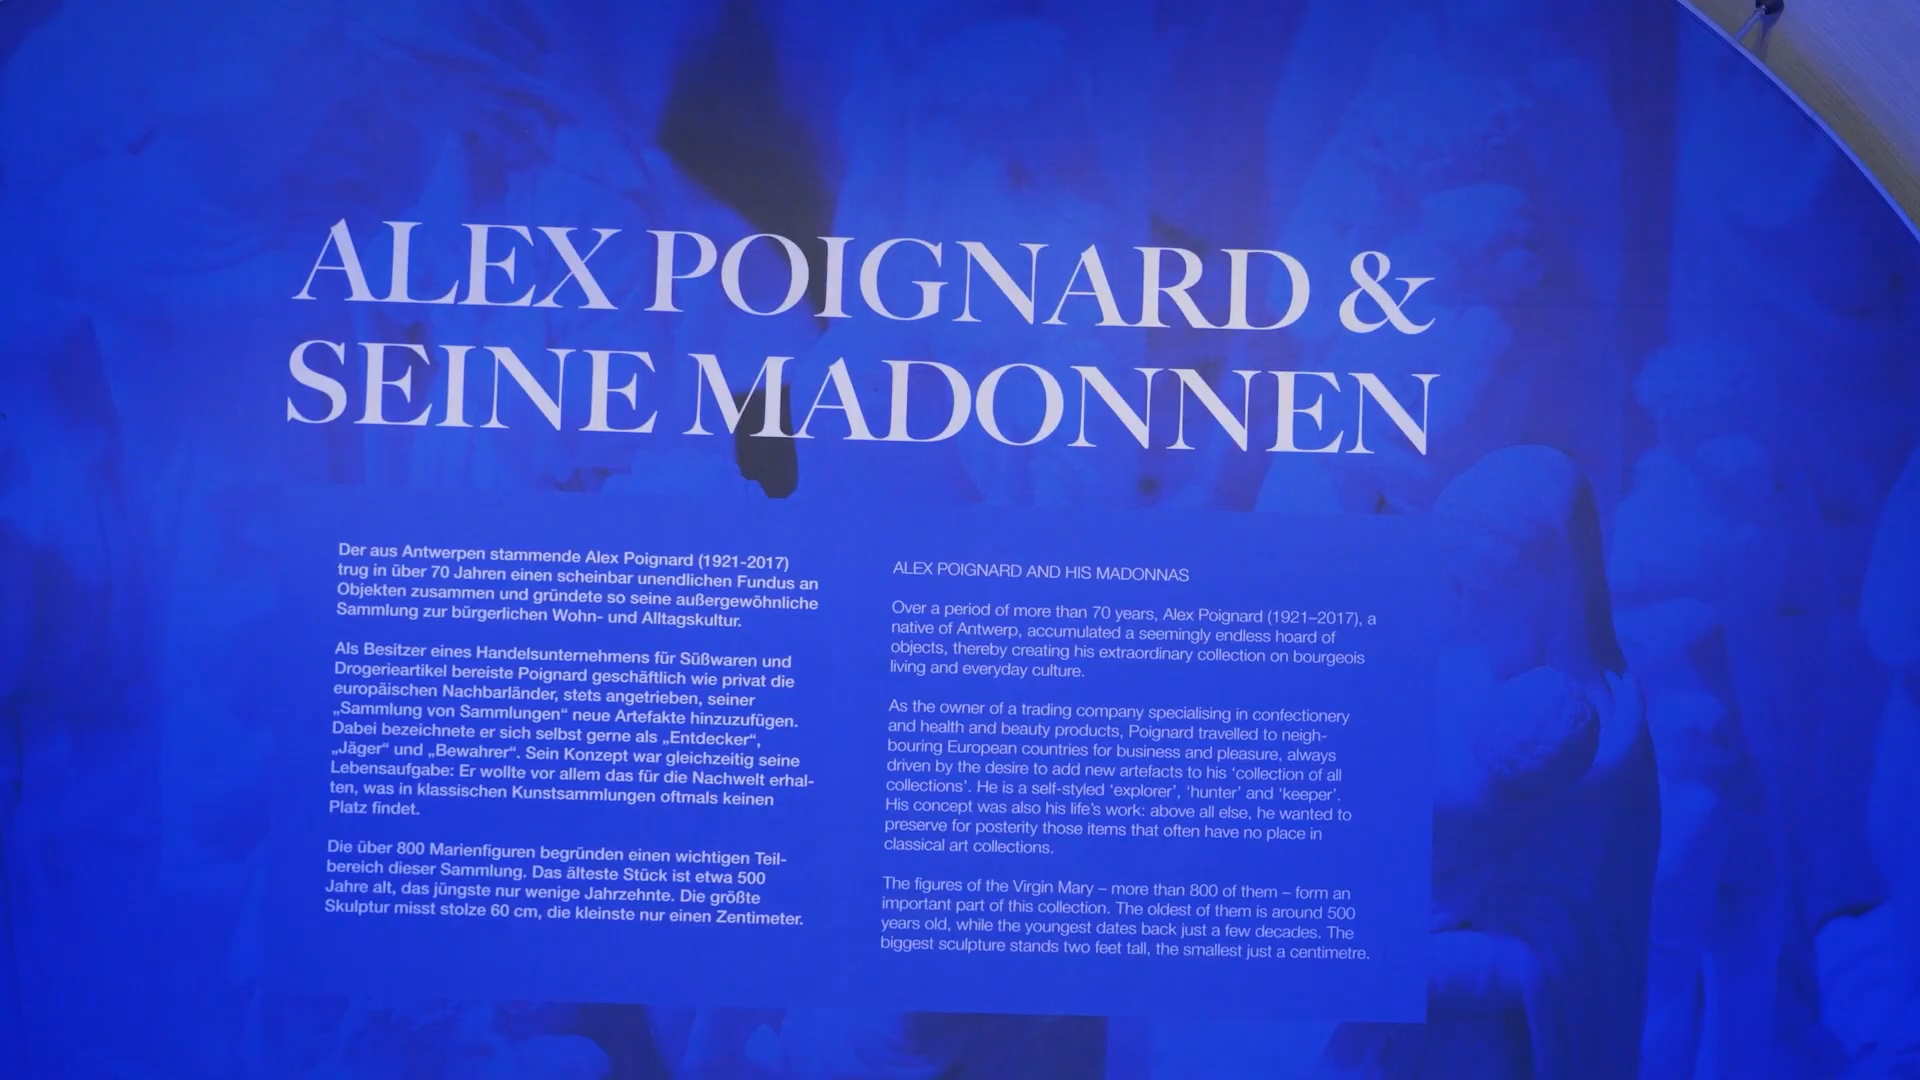 ALEX POIGNARD &
SEINE MADONNEN
Der aus Antwerpen stammende Alex Poignard (1921-2017)
trug in über 70 Jahren einen scheinbar unendlichen Fundus an
Objekten zusammen und gründete so seine außergewöhnliche
Sammlung zur bürgerlichen Wohn- und Alltagskultur.
Als Besitzer eines Handelsunternehmens für Süßwaren und
Drogerieartikel bereiste Poignard geschäftlich wie privat die
europäischen Nachbarländer, stets angetrieben, seiner
„Sammlung von Sammlungen“ neue Artefakte hinzuzufügen.
Dabei bezeichnete er sich selbst gerne als „Entdecker“,
„Jäger“ und „Bewahrer“. Sein Konzept war gleichzeitig seine
Lebensaufgabe: Er wollte vor allem das für die Nachwelt erhal-
ten, was in klassischen Kunstsammlungen oftmals keinen
Platz findet.
Die über 800 Marienfiguren begründen einen wichtigen Teil-
bereich dieser Sammlung. Das älteste Stück ist etwa 500
Jahre alt, das jüngste nur wenige Jahrzehnte. Die größte
Skulptur misst stolze 60 cm, die kleinste nur einen Zentimeter.
ALEX POIGNARD AND HIS MADONNAS
Over a period of more than 70 years, Alex Poignard (1921–2017), a
native of Antwerp, accumulated a seemingly endless hoard of
objects, thereby creating his extraordinary collection on bourgeois
living and everyday culture.
As the owner of a trading company specialising in confectionery
and health and beauty products, Poignard travelled to neigh-
bouring European countries for business and pleasure, always
driven by the desire to add new artefacts to his ‘collection of all
collections’. He is a self-styled ‘explorer’, ‘hunter’ and ‘keeper’.
His concept was also his life’s work: above all else, he wanted to
preserve for posterity those items that often have no place in
classical art collections.
The figures of the Virgin Mary – more than 800 of them – form an
important part of this collection. The oldest of them is around 500
years old, while the youngest dates back just a few decades. The
biggest sculpture stands two feet tall, the smallest just a centimetre.